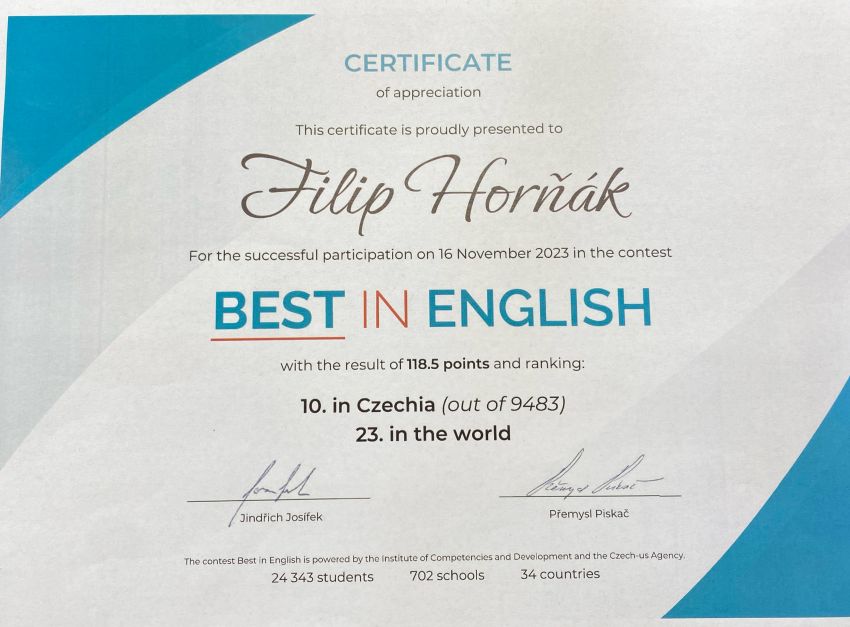 CERTIFICATE
of appreciation
This certificate is proudly presented to
Filip Horňák
For the successful participation on 16 November 2023 in the contest
BEST IN ENGLISH
with the result of 118.5 points and ranking:
10. in Czechia (out of 9483)
23. in the world
Jindřich Josífek
Přemysl Piskač
The contest Best in English is powered by the Institute of Competencies and Development and the Czech-us Agency.
24 343 students 702 schools 34 countries